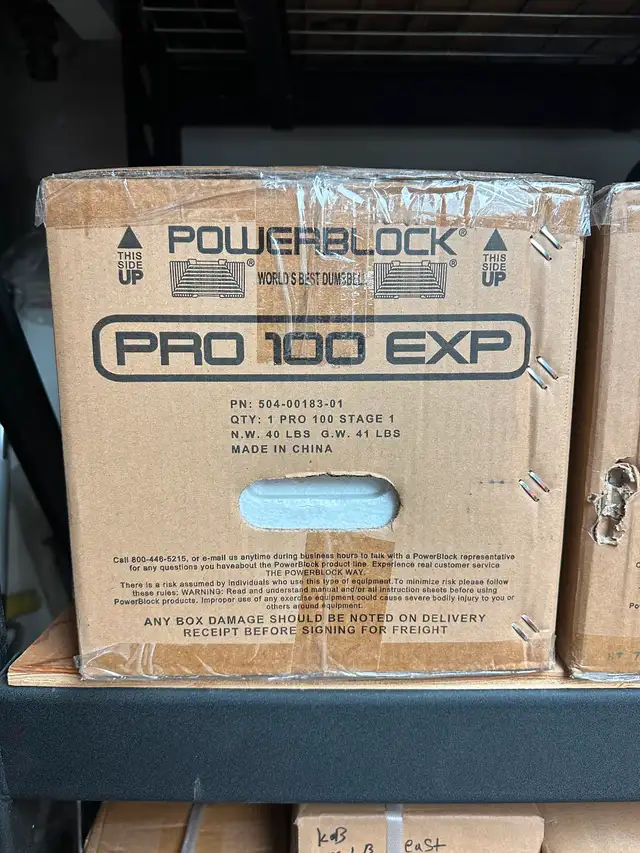 POWERBLOCK®
THIS SIDE UP
THIS SIDE UP
® WORLD'S BEST DUMBBELL ®
PRO 100 EXP
PN: 504-00183-01
QTY: 1 PRO 100 STAGE 1
N.W. 40 LBS G.W. 41 LBS
MADE IN CHINA
Call 800-446-5215, or e-mail us anytime during business hours to talk with a PowerBlock representative
for any questions you haveabout the PowerBlock product line. Experience real customer service
THE POWERBLOCK WAY.
There is a risk assumed by individuals who use this type of equipment.To minimize risk please follow
these rules: WARNING: Read and understand manual and/or all instruction sheets before using
PowerBlock products. Improper use of any exercise equipment could cause severe bodily injury to you or
others around equipment.
ANY BOX DAMAGE SHOULD BE NOTED ON DELIVERY
RECEIPT BEFORE SIGNING FOR FREIGHT
East